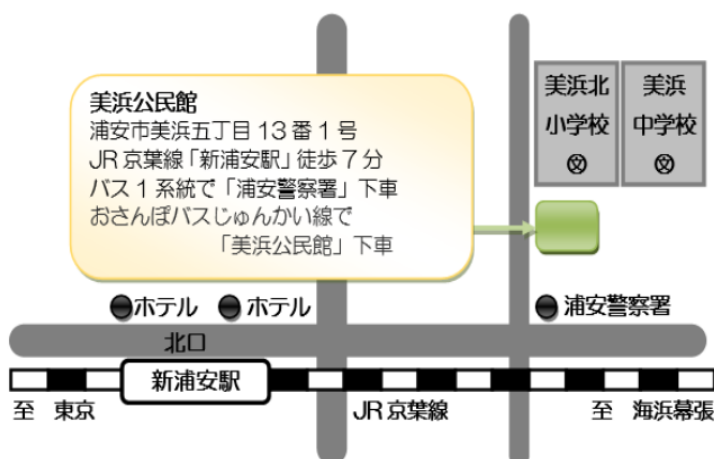 美浜公民館
浦安市美浜五丁目13番1号
JR京葉線「新浦安駅」徒歩7分
バス1系統で「浦安警察署」下車
おさんぽバスじゅんかい線で
「美浜公民館」下車
美浜北
小学校
美浜
中学校
ホテル
ホテル
浦安警察署
北口
新浦安駅
至 東京
JR京葉線
至 海浜幕張